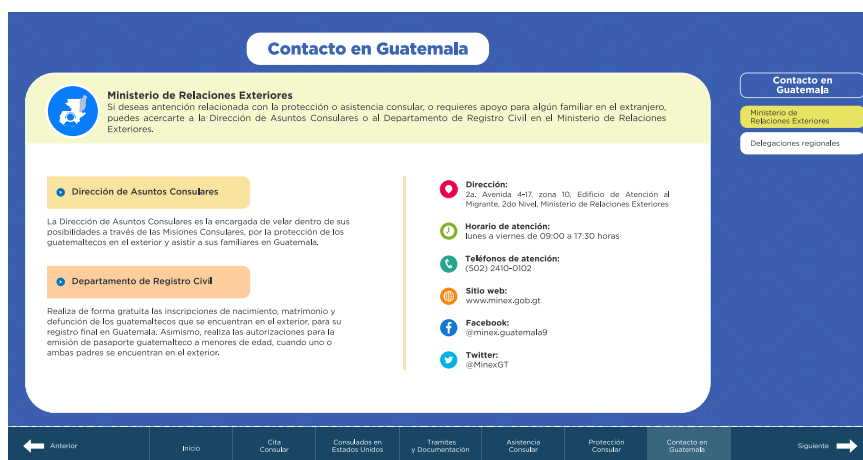 Contacto en Guatemala
Ministerio de Relaciones Exteriores
Si deseas antención relacionada con la protección o asistencia consular, o requieres apoyo para algún familiar en el extranjero,
puedes acercarte a la Dirección de Asuntos Consulares o al Departamento de Registro Civil en el Ministerio de Relaciones
Exteriores.
Dirección de Asuntos Consulares
La Dirección de Asuntos Consulares es la encargada de velar dentro de sus
posibilidades a través de las Misiones Consulares, por la protección de los
guatemaltecos en el exterior y asistir a sus familiares en Guatemala.
Departamento de Registro Civil
Realiza de forma gratuita las inscripciones de nacimiento, matrimonio y
defunción de los guatemaltecos que se encuentran en el exterior, para su
registro final en Guatemala. Asimismo, realiza las autorizaciones para la
emisión de pasaporte guatemalteco a menores de edad, cuando uno o
ambas padres se encuentran en el exterior.
Dirección:
2a. Avenida 4-17, zona 10, Edificio de Atención al
Migrante, 2do Nivel, Ministerio de Relaciones Exteriores
Horario de atención:
lunes a viernes de 09:00 a 17:30 horas
Teléfonos de atención:
(502) 2410-0102
Sitio web:
www.minex.gob.gt
Facebook:
@minex.guatemala9
Twitter:
@MinexGT
Contacto en
Guatemala
Ministerio de
Relaciones Exteriores
Delegaciones regionales
Anterior
Inicio
Cita
Consular
Consulados en
Estados Unidos
Tramites
y Documentación
Asistencia
Consular
Protección
Consular
Contacto en
Guatemala
Siguiente